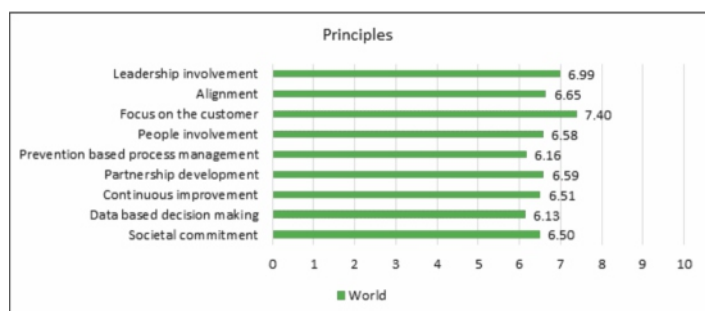 Principles
Leadership involvement 6.99
Alignment 6.65
Focus on the customer 7.40
People involvement 6.58
Prevention based process management 6.16
Partnership development 6.59
Continuous improvement 6.51
Data based decision making 6.13
Societal commitment 6.50
0 1 2 3 4 5 6 7 8 9 10
World